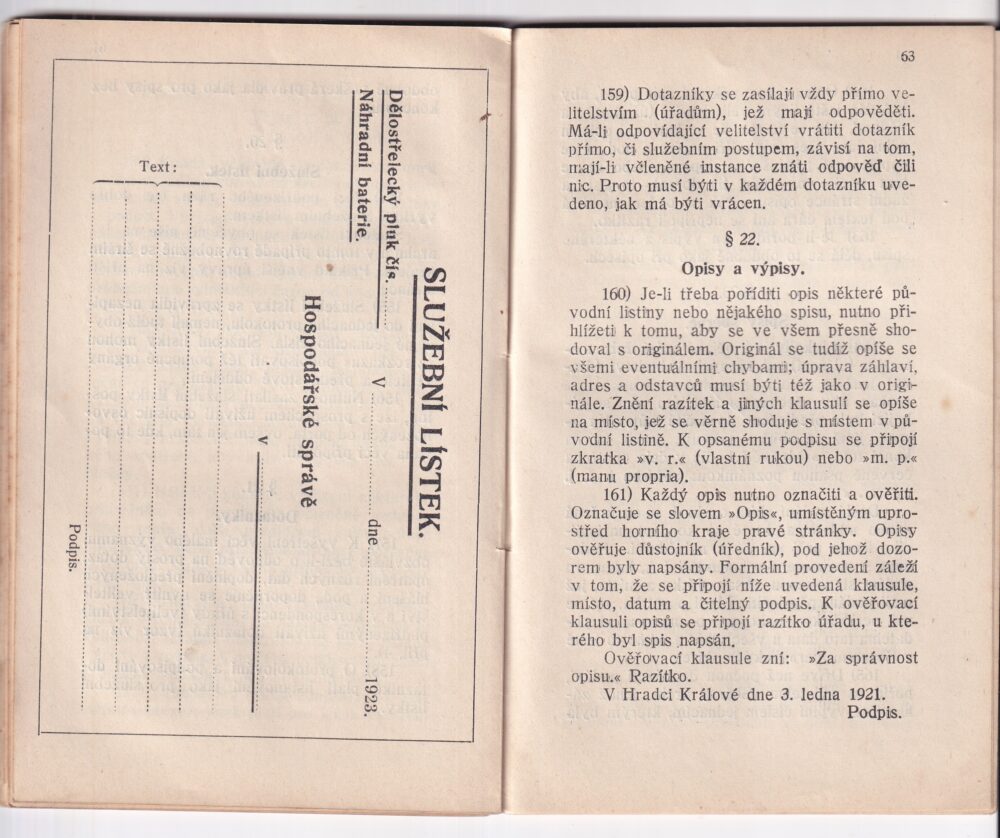 Dělostřelecký pluk čís.
Náhradní baterie.
SLUŽEBNÍ LÍSTEK.
V dne 1923.
Hospodářské správě
v
Text:
Podpis.
63
159) Dotazníky se zasílají vždy přímo ve-
litelstvím (úřadům), jež mají odpověděti.
Má-li odpovídající velitelství vrátiti dotazník
přímo, či služebním postupem, závisí na tom,
mají-li včleněné instance znáti odpověď čili
nic. Proto musí býti v každém dotazníku uve-
deno, jak má býti vrácen.
§ 22.
Opisy a výpisy.
160) Je-li třeba poříditi opis některé pů-
vodní listiny nebo nějakého spisu, nutno při-
hlížeti k tomu, aby se ve všem přesně sho-
doval s originálem. Originál se tudíž opíše se
všemi eventuálními chybami; úprava záhlaví,
adres a odstavců musí býti též jako v origi-
nále. Znění razítek a jiných klausulí se opíše
na místo, jež se věrně shoduje s místem v pů-
vodní listině. K opsanému podpisu se připojí
zkratka »v. r.« (vlastní rukou) nebo »m. p.«
(manu propria).
161) Každý opis nutno označiti a ověřiti.
Označuje se slovem »Opis«, umístěným upro-
střed horního kraje pravé stránky. Opisy
ověřuje důstojník (úředník), pod jehož dozo-
rem byly napsány. Formální provedení záleží
v tom, že se připojí níže uvedená klausule,
místo, datum a čitelný podpis. K ověřovací
klausuli opisů se připojí razítko úřadu, u kte-
rého byl spis napsán.
Ověřovací klausule zní: »Za správnost
opisu.« Razítko.
V Hradci Králové dne 3. ledna 1921.
Podpis.